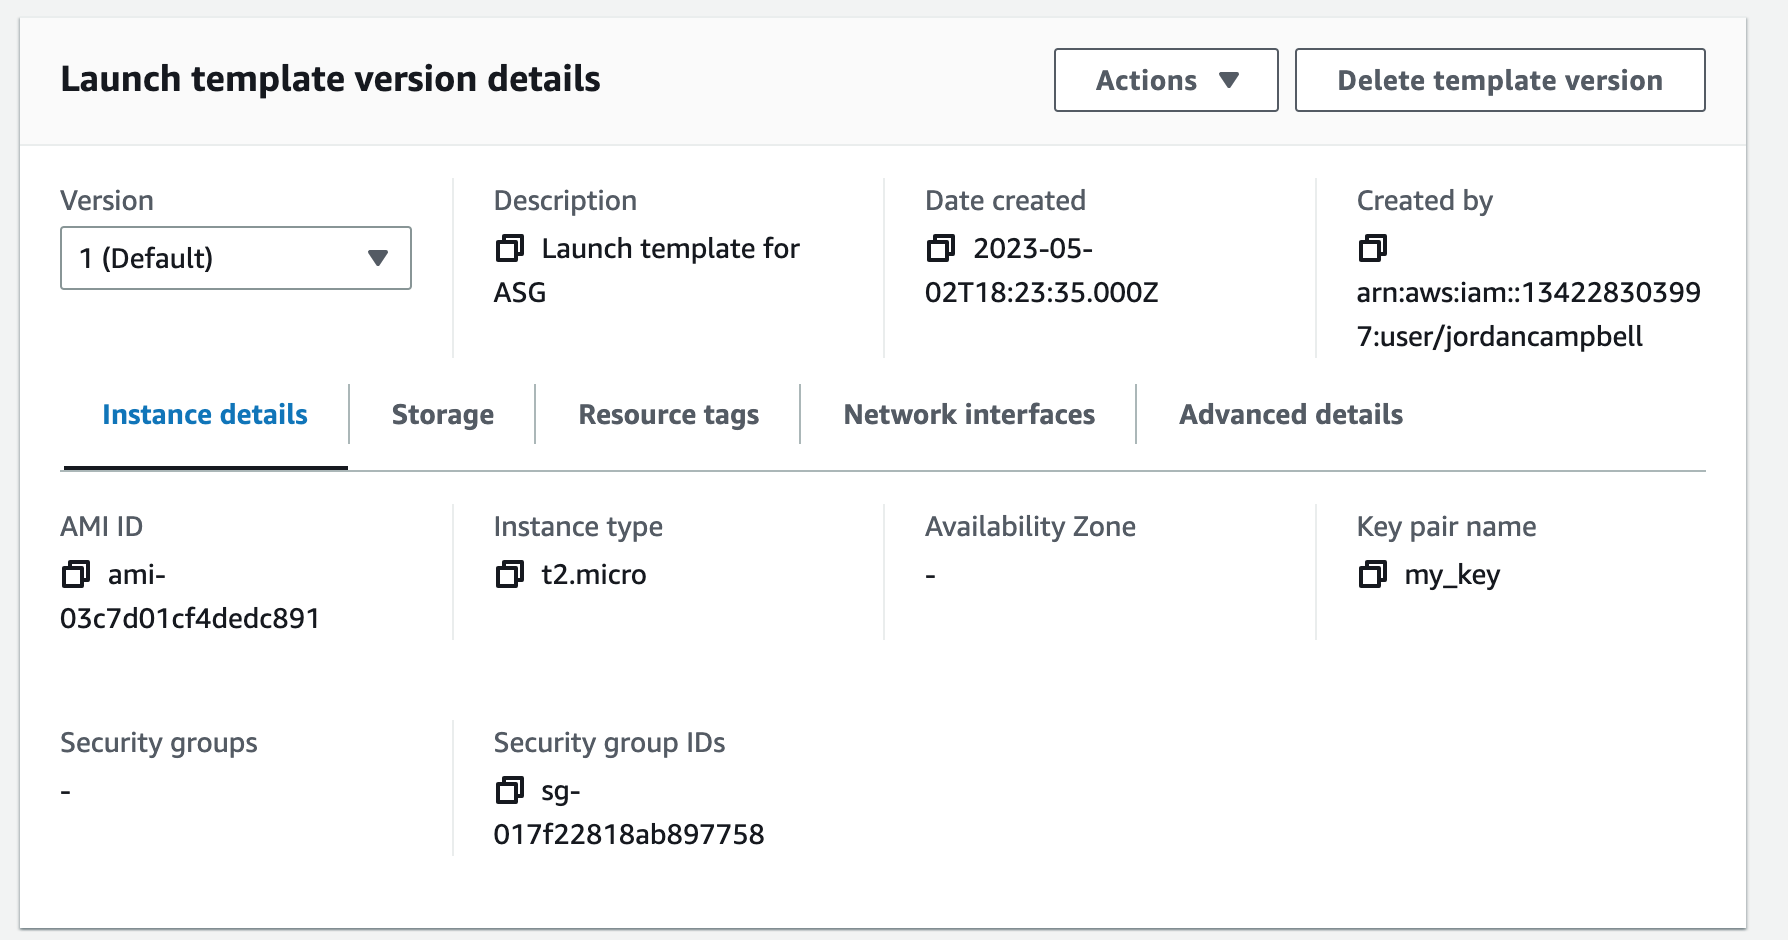 Launch template version details
Actions
Delete template version
Version
1 (Default)
Description
Launch template for
ASG
Date created
2023-05-
02T18:23:35.000Z
Created by
arn:aws:iam::13422830399
7:user/jordancampbell
Instance details
Storage
Resource tags
Network interfaces
Advanced details
AMI ID
ami-
03c7d01cf4dedc891
Instance type
t2.micro
Availability Zone
-
Key pair name
my_key
Security groups
-
Security group IDs
sg-
017f22818ab897758